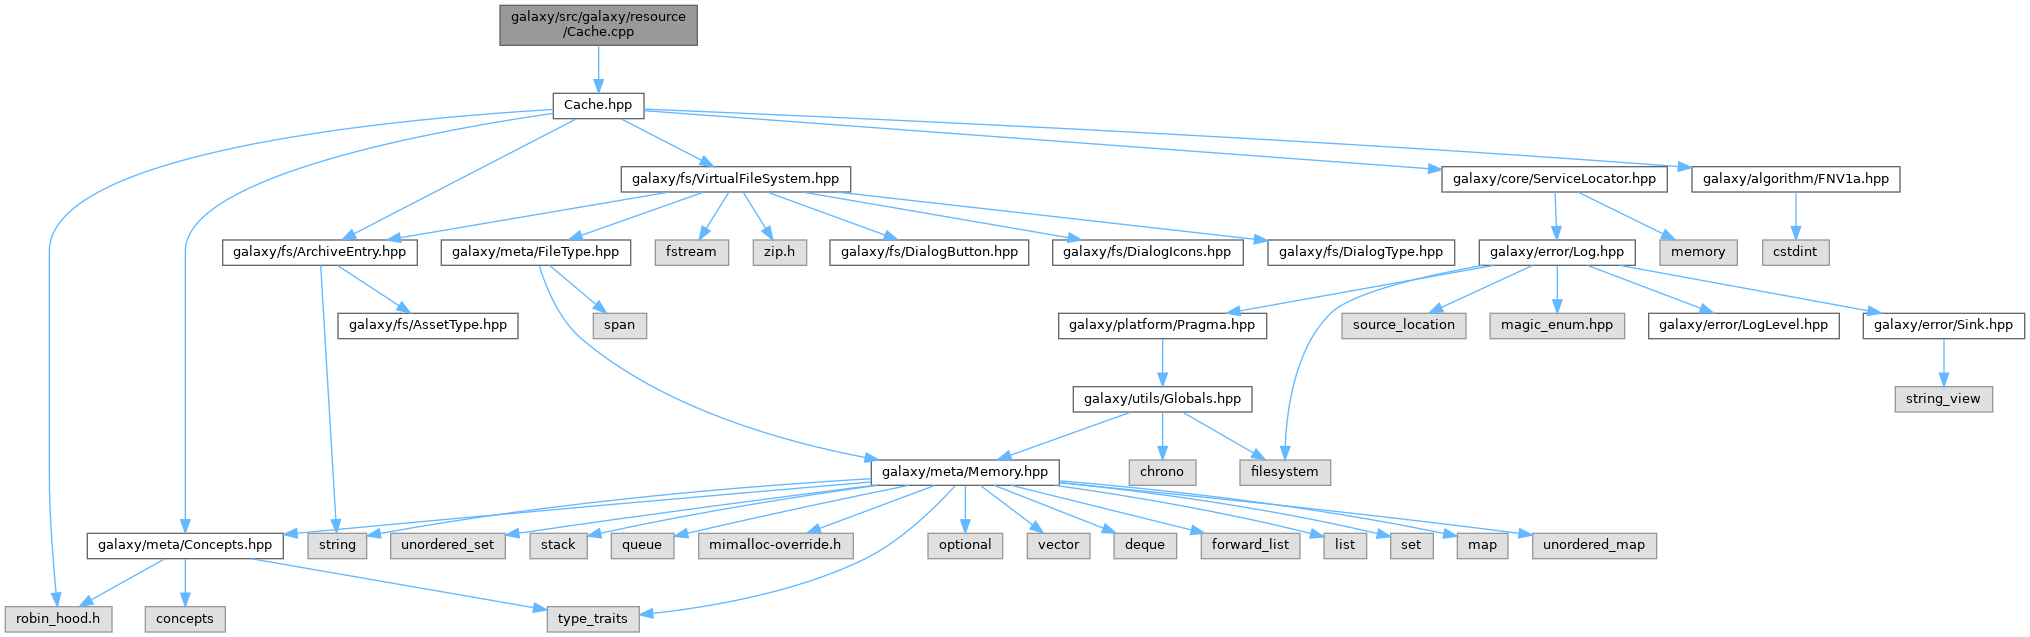 galaxy/src/galaxy/resource
/Cache.cpp
Cache.hpp
galaxy/fs/VirtualFileSystem.hpp
galaxy/core/ServiceLocator.hpp
galaxy/algorithm/FNV1a.hpp
galaxy/fs/ArchiveEntry.hpp
galaxy/meta/FileType.hpp
fstream
zip.h
galaxy/fs/DialogButton.hpp
galaxy/fs/DialogIcons.hpp
galaxy/fs/DialogType.hpp
galaxy/error/Log.hpp
memory
cstdint
galaxy/fs/AssetType.hpp
span
galaxy/platform/Pragma.hpp
source_location
magic_enum.hpp
galaxy/error/LogLevel.hpp
galaxy/error/Sink.hpp
galaxy/utils/Globals.hpp
string_view
galaxy/meta/Memory.hpp
chrono
filesystem
galaxy/meta/Concepts.hpp
string
unordered_set
stack
queue
mimalloc-override.h
optional
vector
deque
forward_list
list
set
map
unordered_map
robin_hood.h
concepts
type_traits